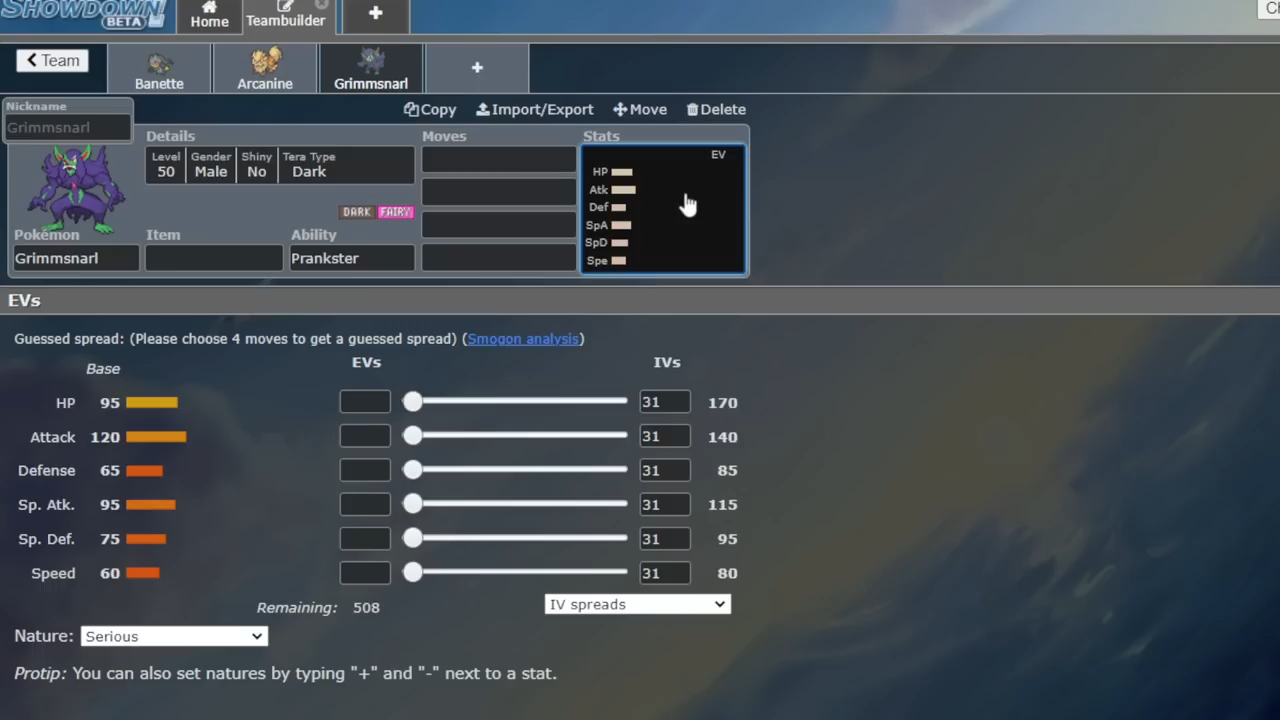 SHOWDOWN
BETA
Home
Teambuilder
+
Team
Banette
Arcanine
Grimmsnarl
+
Nickname
Grimmsnarl
Copy
Import/Export
Move
Delete
Details
Level
50
Gender
Male
Shiny
No
Tera Type
Dark
DARK FAIRY
Pokémon
Grimmsnarl
Item
Ability
Prankster
Moves
Stats
EV
HP
Atk
Def
SpA
SpD
Spe
EVs
Guessed spread: (Please choose 4 moves to get a guessed spread) (Smogon analysis)
Base EVs IVs
HP 95 31 170
Attack 120 31 140
Defense 65 31 85
Sp. Atk. 95 31 115
Sp. Def. 75 31 95
Speed 60 31 80
Remaining: 508
IV spreads
Nature: Serious
Protip: You can also set natures by typing "+" and "-" next to a stat.